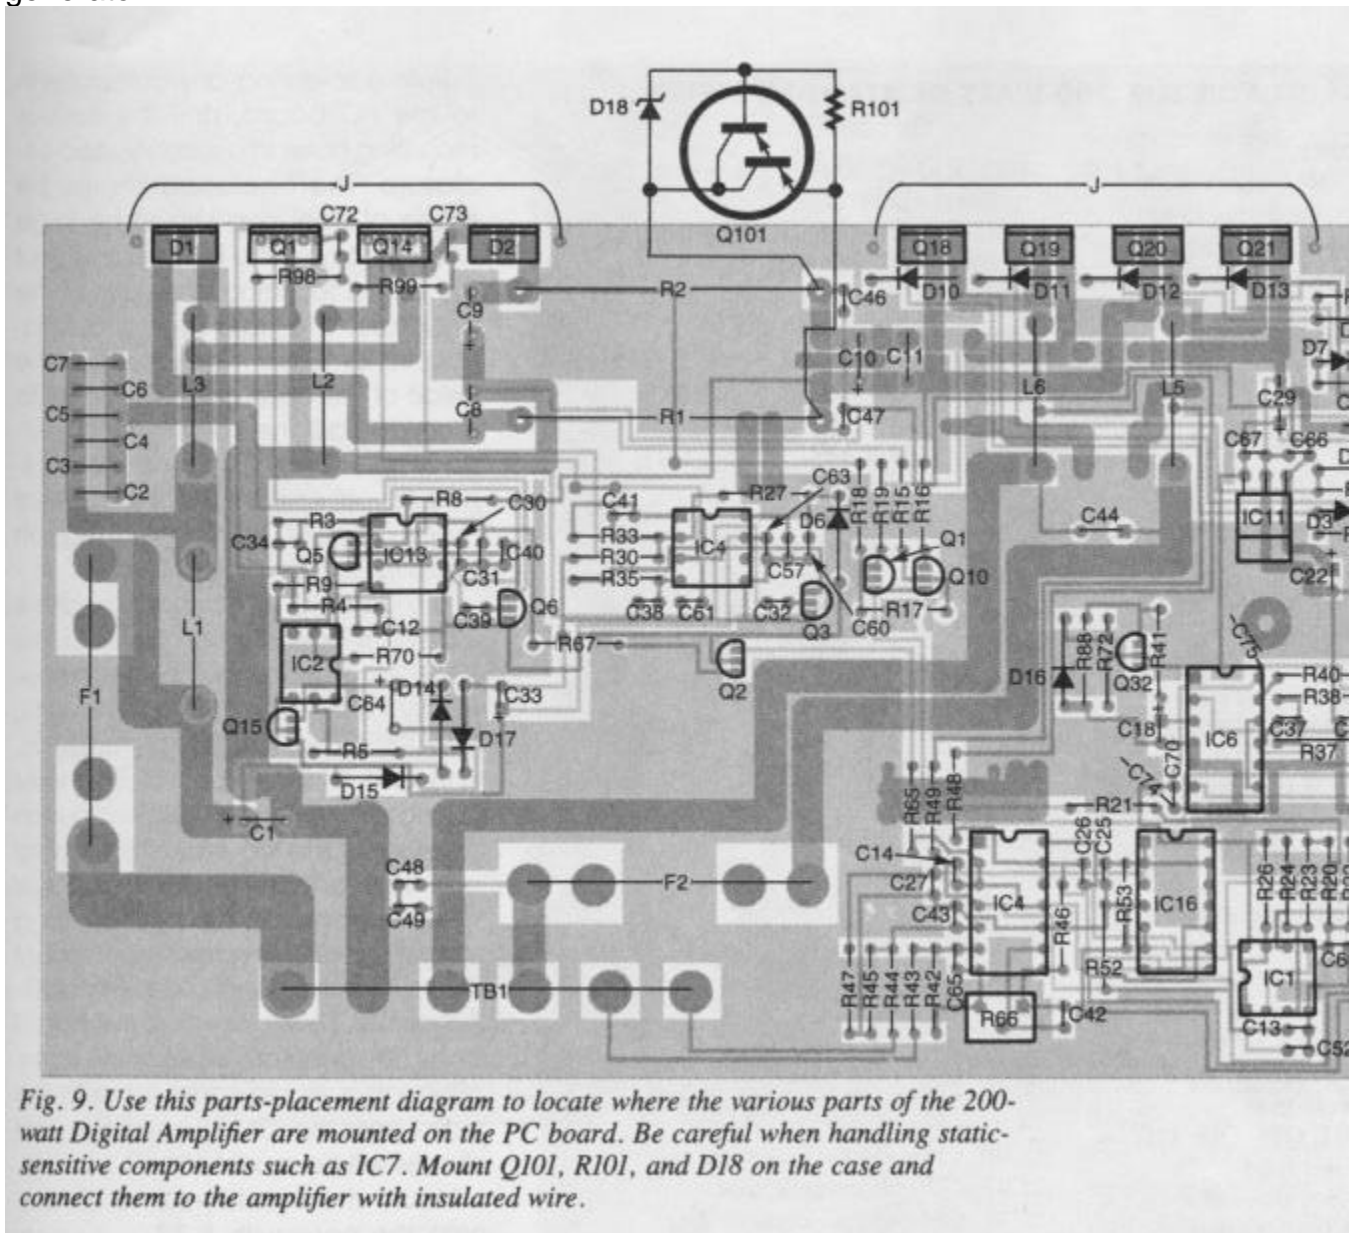 D18
R101
Q101
J
J
C72
C73
D1
Q1
Q14
D2
Q18
Q19
Q20
Q21
R98
R99
R2
C46
D10
D11
D12
D13
C9
C10
C11
D7
C7
C6
L3
L2
L6
L5
C5
C8
R1
C47
C29
C4
C3
C67
C66
C2
R8
C30
C41
R27
C63
D6
R18
R19
R15
R16
C44
IC11
D3
R3
C34
Q5
IC13
C40
R33
R30
R35
IC4
C57
Q1
Q10
C31
C22
R9
R4
C39
Q6
C38
C61
C32
Q3
C60
R17
L1
C12
IC2
R70
R67
Q2
D16
R88
R72
Q32
R41
C75
F1
D14
C33
C64
Q15
D17
R5
D15
C18
IC6
R40
R38
C37
R37
C70
C74
C1
R65
R49
R48
R21
C26
C25
C14
C27
C43
C48
C49
F2
IC4
R46
R53
IC16
R26
R24
R23
R20
TB1
R47
R45
R44
R43
R42
C65
R66
C42
R52
IC1
C13
C52
Fig. 9. Use this parts-placement diagram to locate where the various parts of the 200-
watt Digital Amplifier are mounted on the PC board. Be careful when handling static-
sensitive components such as IC7. Mount Q101, R101, and D18 on the case and
connect them to the amplifier with insulated wire.